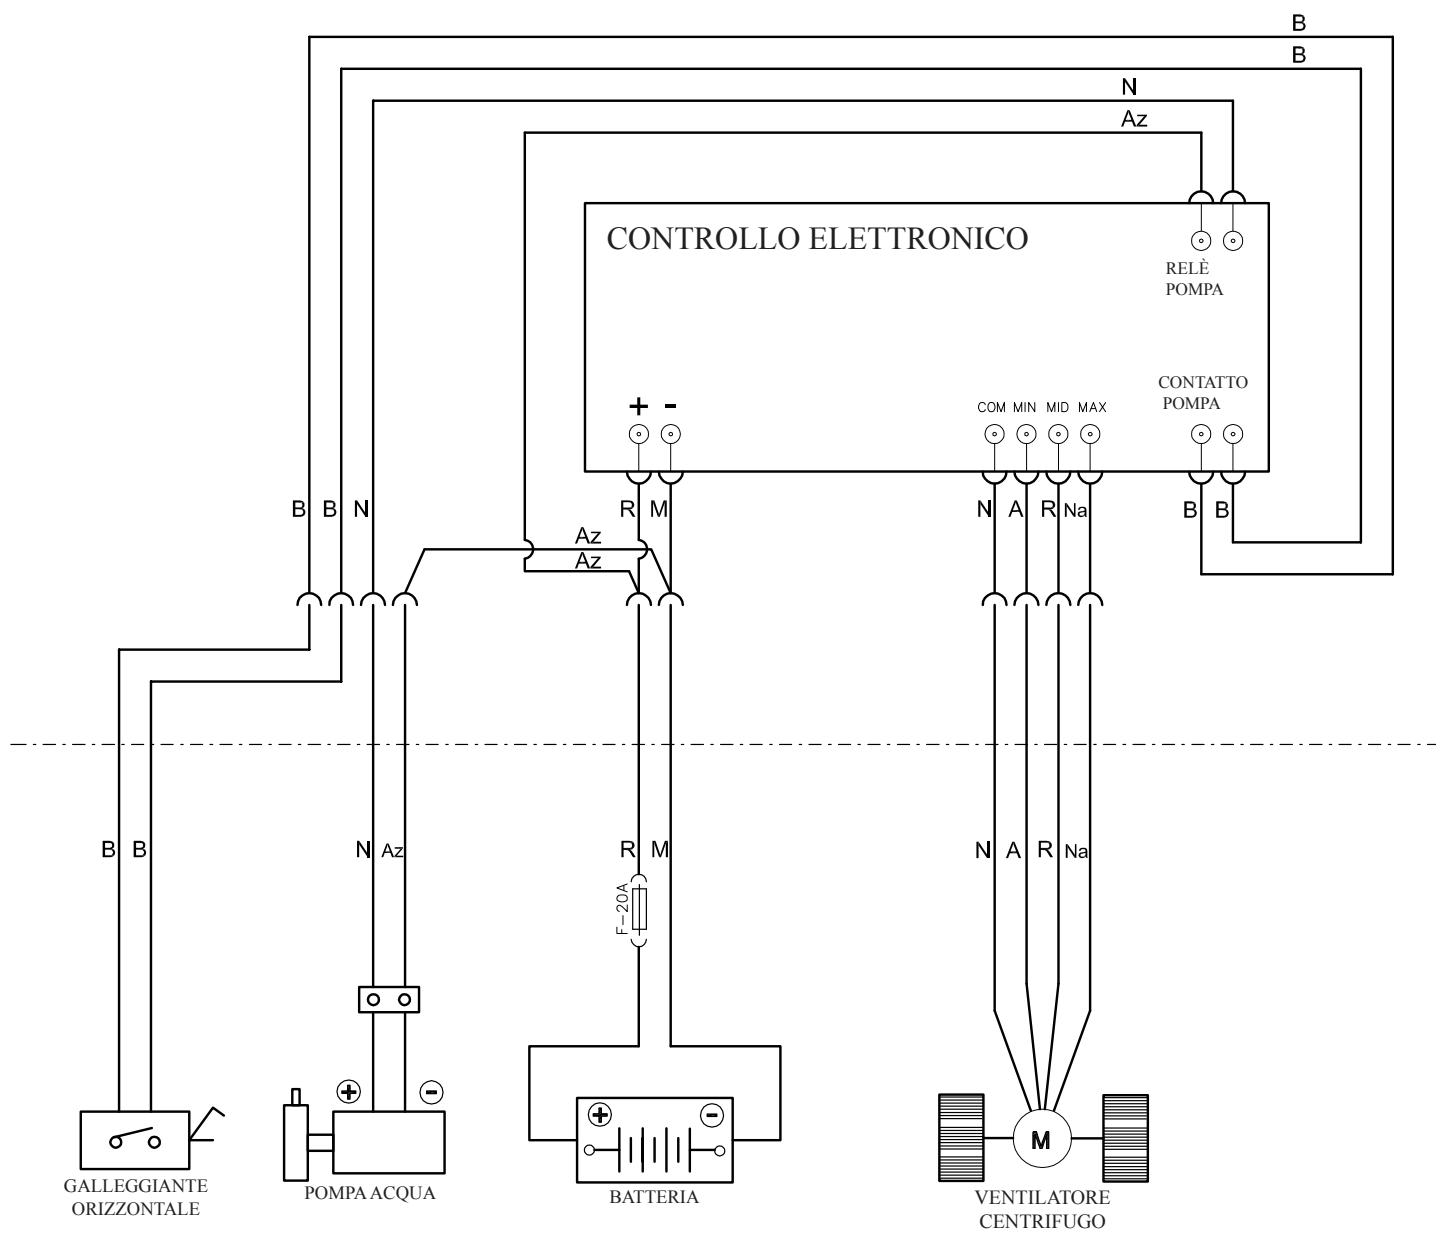 B
B
N
Az
CONTROLLO ELETTRONICO
RELÈ
POMPA
CONTATTO
POMPA
+ -
COM MIN MID MAX
B B N R M N A R Na B B
Az
Az
B B N Az R M N A R Na
F-20A
+ - + - M
GALLEGGIANTE
ORIZZONTALE
POMPA ACQUA
BATTERIA
VENTILATORE
CENTRIFUGO